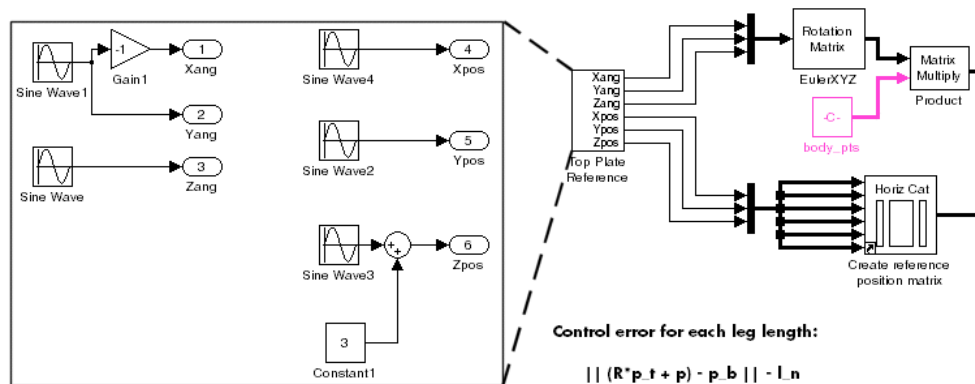 -1
Gain1
Sine Wave1
1
Xang
2
Yang
3
Zang
Sine Wave
4
Xpos
Sine Wave4
5
Ypos
Sine Wave2
6
Zpos
Sine Wave3
+
+
3
Constant1
Xang
Yang
Zang
Xpos
Ypos
Zpos
Top Plate
Reference
Rotation
Matrix
EulerXYZ
Matrix
Multiply
Product
-C-
body_pts
Horiz Cat
Create reference
position matrix
Control error for each leg length:
|| (R*p_t + p) - p_b || - l_n